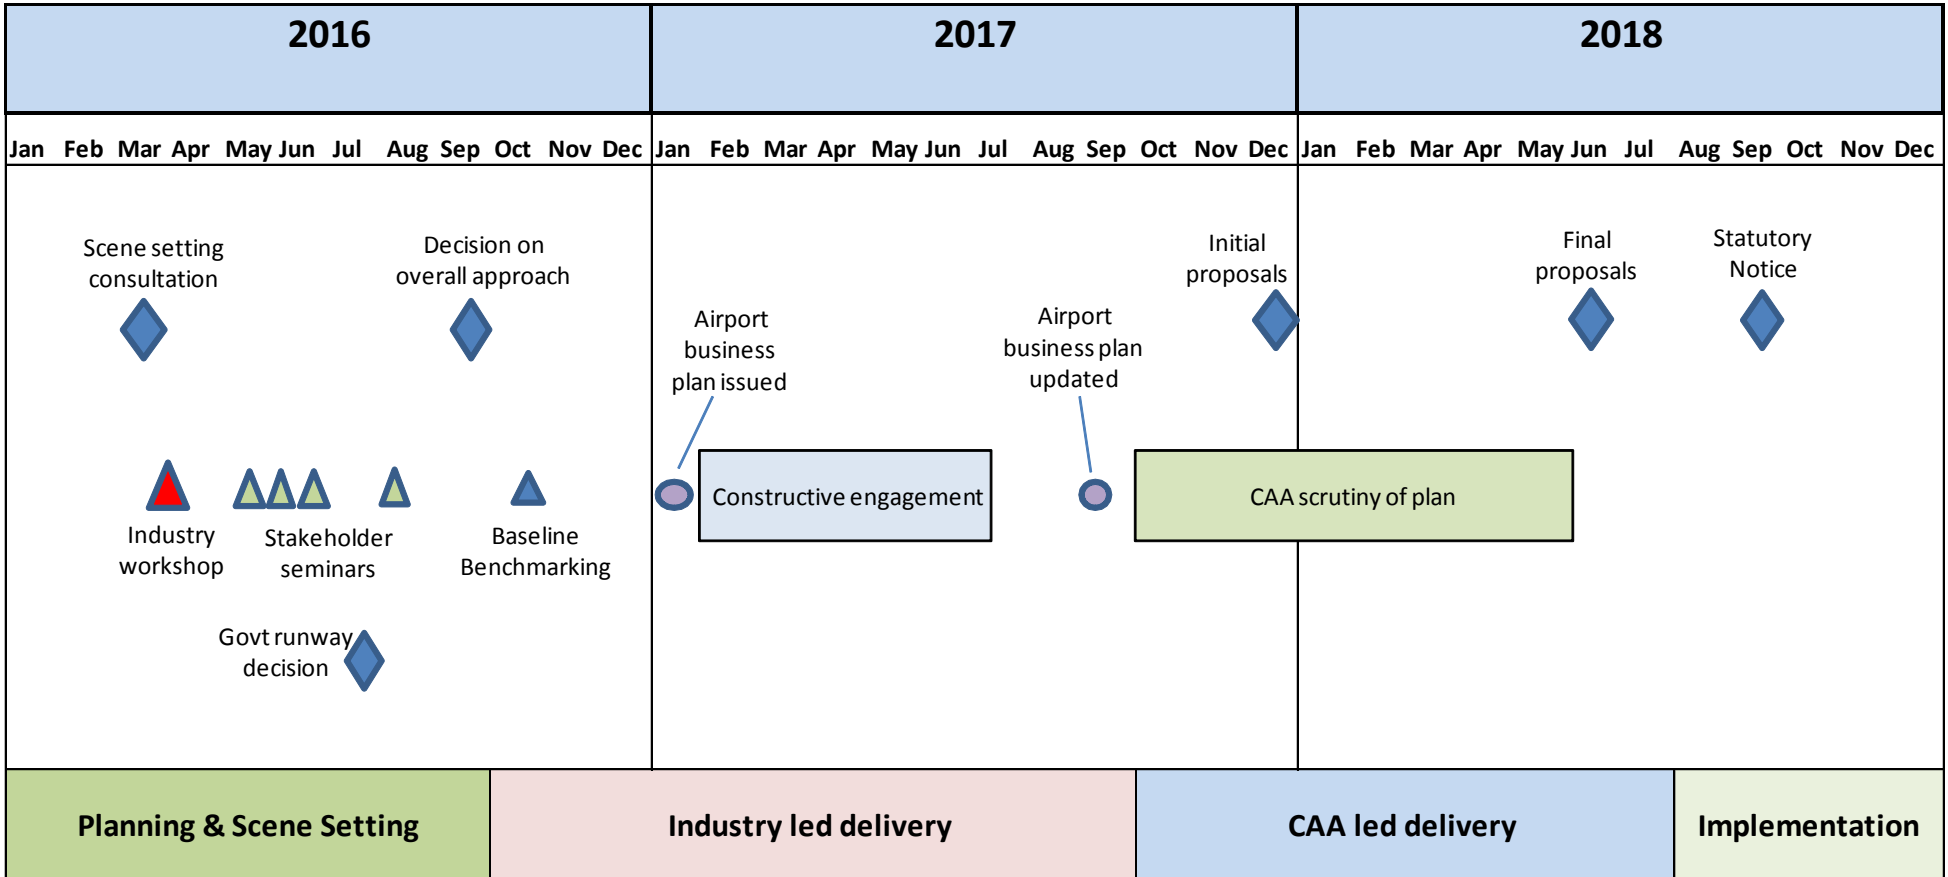 2016
2017
2018
Jan Feb Mar Apr May Jun Jul Aug Sep Oct Nov Dec Jan Feb Mar Apr May Jun Jul Aug Sep Oct Nov Dec Jan Feb Mar Apr May Jun Jul Aug Sep Oct Nov Dec
Scene setting
consultation
Decision on
overall approach
Airport
business
plan issued
Airport
business plan
updated
Initial
proposals
Final
proposals
Statutory
Notice
Constructive engagement
CAA scrutiny of plan
Industry
workshop
Stakeholder
seminars
Baseline
Benchmarking
Govt runway
decision
Planning & Scene Setting
Industry led delivery
CAA led delivery
Implementation